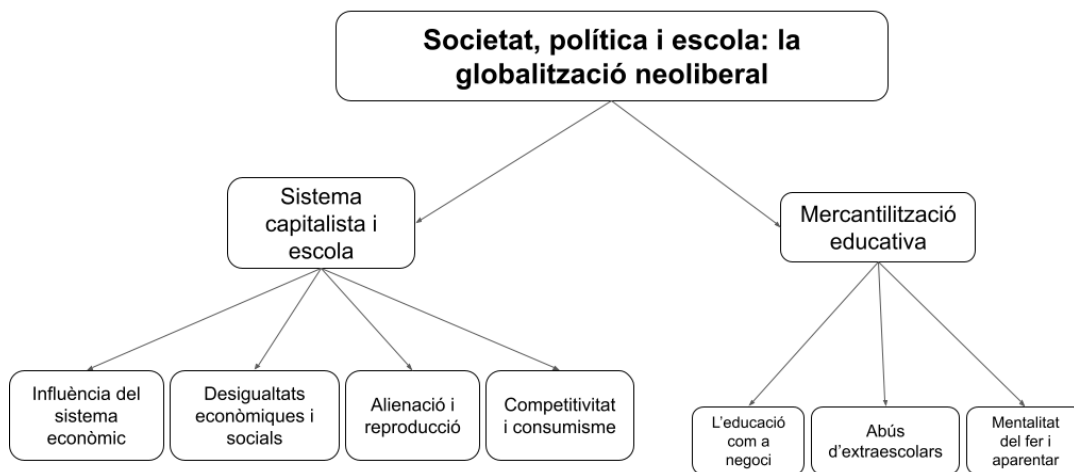 Societat, política i escola: la
globalització neoliberal
Sistema
capitalista i
escola
Mercantilització
educativa
Influència del
sistema
econòmic
Desigualtats
econòmiques i
socials
Alienació i
reproducció
Competitivitat
i consumisme
L'educació
com a
negoci
Abús
d'extraescolars
Mentalitat
del fer i
aparentar